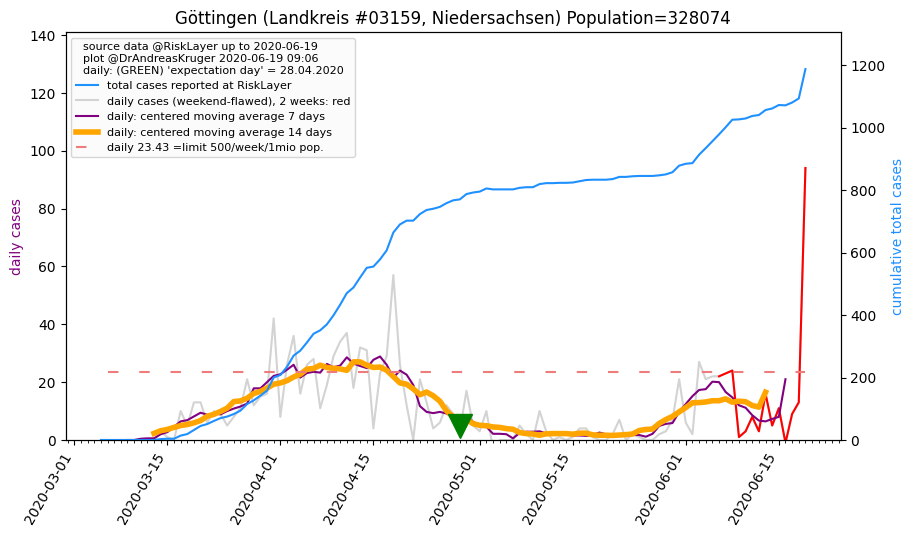 Göttingen (Landkreis #03159, Niedersachsen) Population=328074
source data @RiskLayer up to 2020-06-19
plot @DrAndreasKruger 2020-06-19 09:06
daily: (GREEN) 'expectation day' = 28.04.2020
total cases reported at RiskLayer
daily cases (weekend-flawed), 2 weeks: red
daily: centered moving average 7 days
daily: centered moving average 14 days
daily 23.43 =limit 500/week/1mio pop.
daily cases
140
120
100
80
60
40
20
0
cumulative total cases
1200
1000
800
600
400
200
0
2020-03-01
2020-03-15
2020-04-01
2020-04-15
2020-05-01
2020-05-15
2020-06-01
2020-06-15